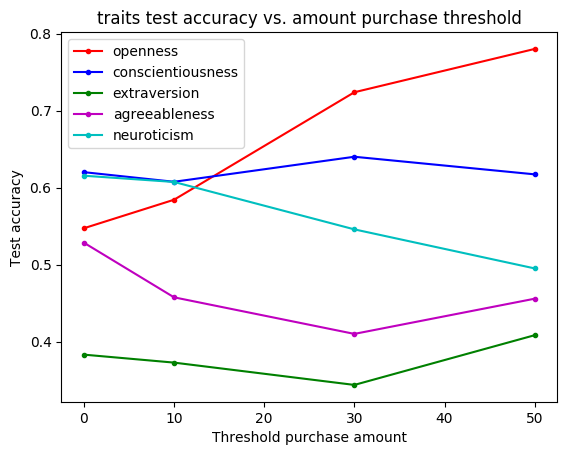 traits test accuracy vs. amount purchase threshold
openness
conscientiousness
extraversion
agreeableness
neuroticism
Test accuracy
0.8
0.7
0.6
0.5
0.4
0 10 20 30 40 50
Threshold purchase amount